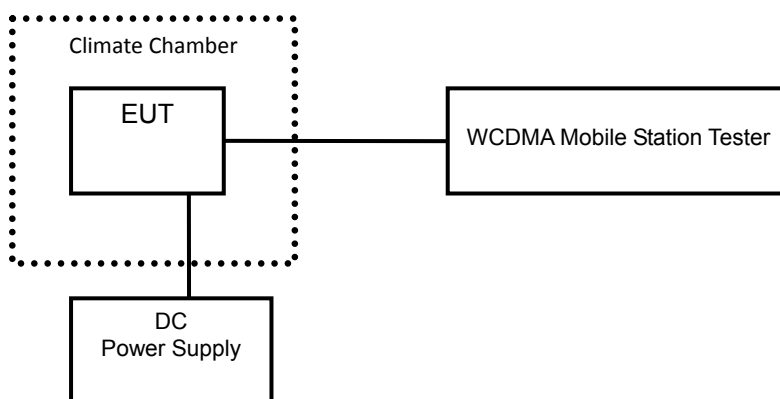 Climate Chamber
EUT
WCDMA Mobile Station Tester
DC
Power Supply